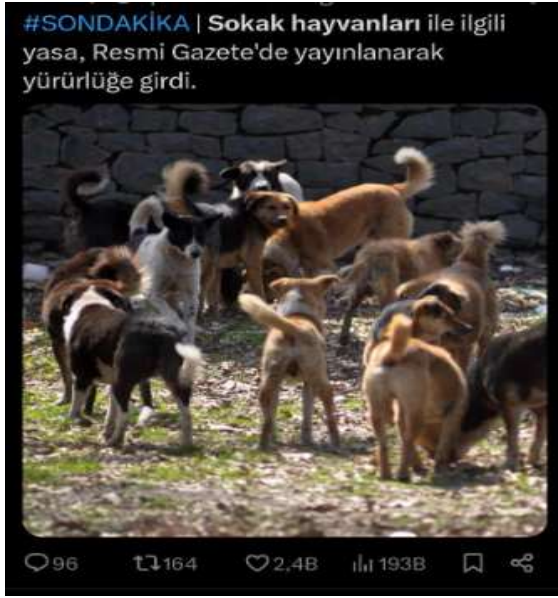 #SONDAKİKA | Sokak hayvanları ile ilgili
yasa, Resmi Gazete'de yayınlanarak
yürürlüğe girdi.
96 164 2,4B 193B